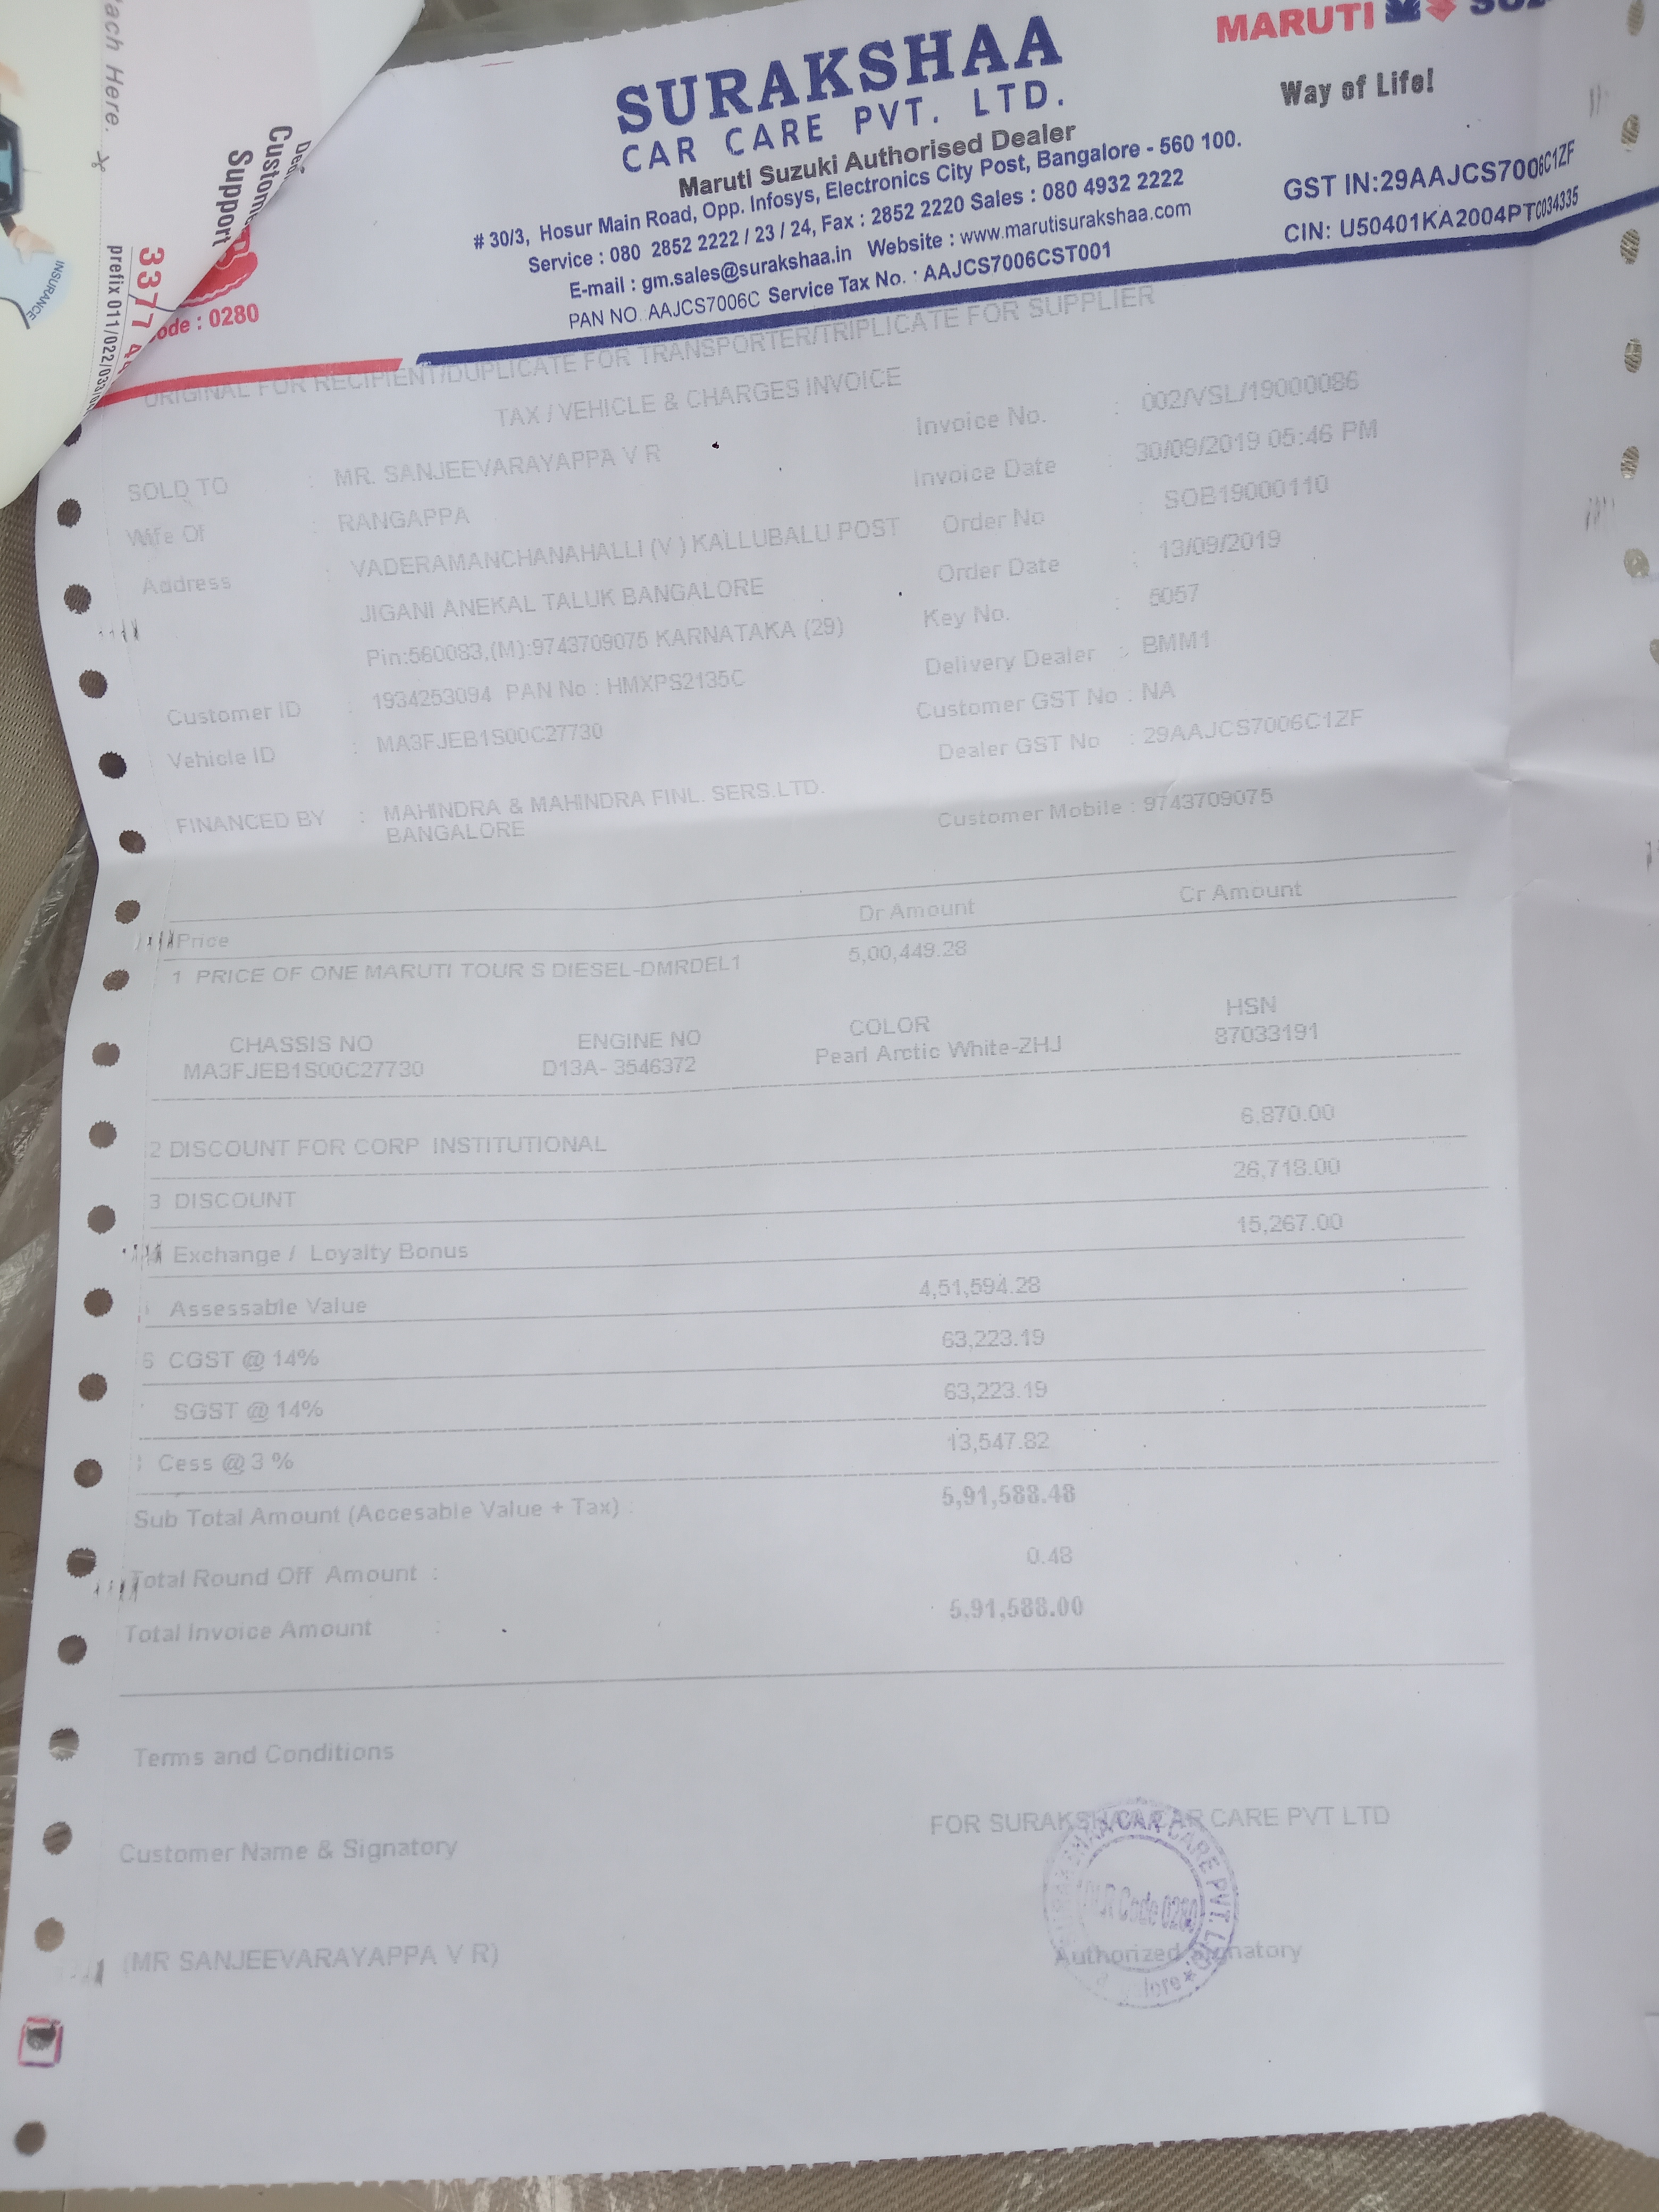 ach Here.
Customer
Support
3377 4
prefix 011/022/033/
INSURANCE
ode : 0280
MARUTI
Way of Life!
SURAKSHAA
CAR CARE PVT. LTD.
Maruti Suzuki Authorised Dealer
# 30/3, Hosur Main Road, Opp. Infosys, Electronics City Post, Bangalore - 560 100.
Service : 080 2852 2222 / 23 / 24, Fax : 2852 2220 Sales : 080 4932 2222
E-mail : gm.sales@surakshaa.in Website : www.marutisurakshaa.com
PAN NO. AAJCS7006C Service Tax No. : AAJCS7006CST001
GST IN:29AAJCS7006C1ZF
CIN: U50401KA2004PTC034335
ORIGINAL FOR RECIPIENT/DUPLICATE FOR TRANSPORTER/TRIPLICATE FOR SUPPLIER
TAX / VEHICLE & CHARGES INVOICE
SOLD TO : MR. SANJEEVARAYAPPA V R
Invoice No. : 002/VSL/19000086
Wife Of : RANGAPPA
Invoice Date : 30/09/2019 05:46 PM
Address : VADERAMANCHANAHALLI (V ) KALLUBALU POST
Order No : SOB19000110
JIGANI ANEKAL TALUK BANGALORE
Order Date : 13/09/2019
Pin:560083,(M):9743709075 KARNATAKA (29)
Key No. : 5057
Customer ID : 1934253094 PAN No : HMXPS2135C
Delivery Dealer : BMM1
Vehicle ID : MA3FJEB1S00C27730
Customer GST No : NA
Dealer GST No : 29AAJCS7006C1ZF
FINANCED BY : MAHINDRA & MAHINDRA FINL. SERS.LTD.
BANGALORE
Customer Mobile : 9743709075
Price Dr Amount Cr Amount
1 PRICE OF ONE MARUTI TOUR S DIESEL-DMRDEL1 5,00,449.28
CHASSIS NO ENGINE NO COLOR HSN
MA3FJEB1S00C27730 D13A- 3546372 Pearl Arctic White-ZHJ 87033191
2 DISCOUNT FOR CORP INSTITUTIONAL 6,870.00
3 DISCOUNT 26,718.00
Exchange / Loyalty Bonus 15,267.00
Assessable Value 4,51,594.28
6 CGST @ 14% 63,223.19
SGST @ 14% 63,223.19
Cess @ 3 % 13,547.82
Sub Total Amount (Accesable Value + Tax) : 5,91,588.48
Total Round Off Amount : 0.48
Total Invoice Amount : 5,91,588.00
Terms and Conditions
FOR SURAKSHAA CAR CARE PVT LTD
Customer Name & Signatory
CAR CARE PVT. LTD.
DLR Code 0280
(MR SANJEEVARAYAPPA V R)
Authorized Signatory